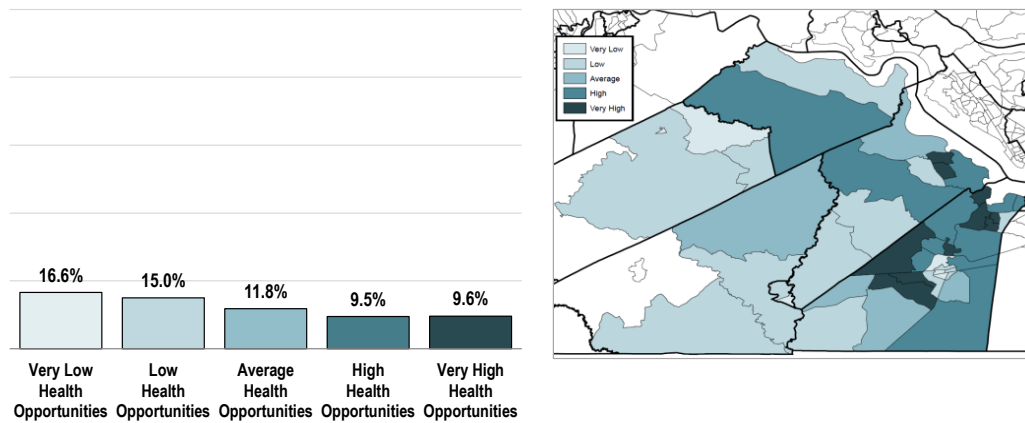 16.6%
15.0%
11.8%
9.5%
9.6%
Very Low
Health
Opportunities
Low
Health
Opportunities
Average
Health
Opportunities
High
Health
Opportunities
Very High
Health
Opportunities
Very Low
Low
Average
High
Very High